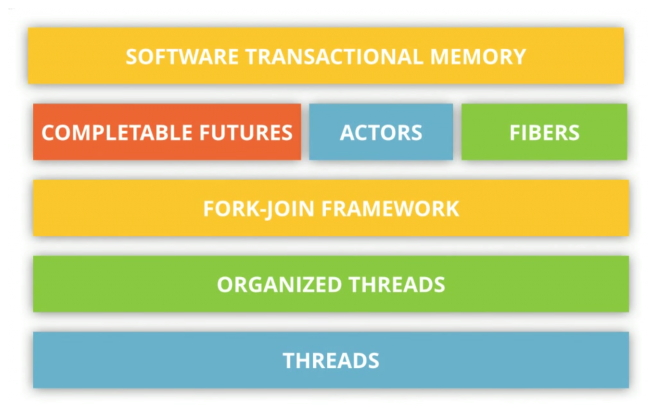 SOFTWARE TRANSACTIONAL MEMORY
COMPLETABLE FUTURES ACTORS FIBERS
FORK-JOIN FRAMEWORK
ORGANIZED THREADS
THREADS